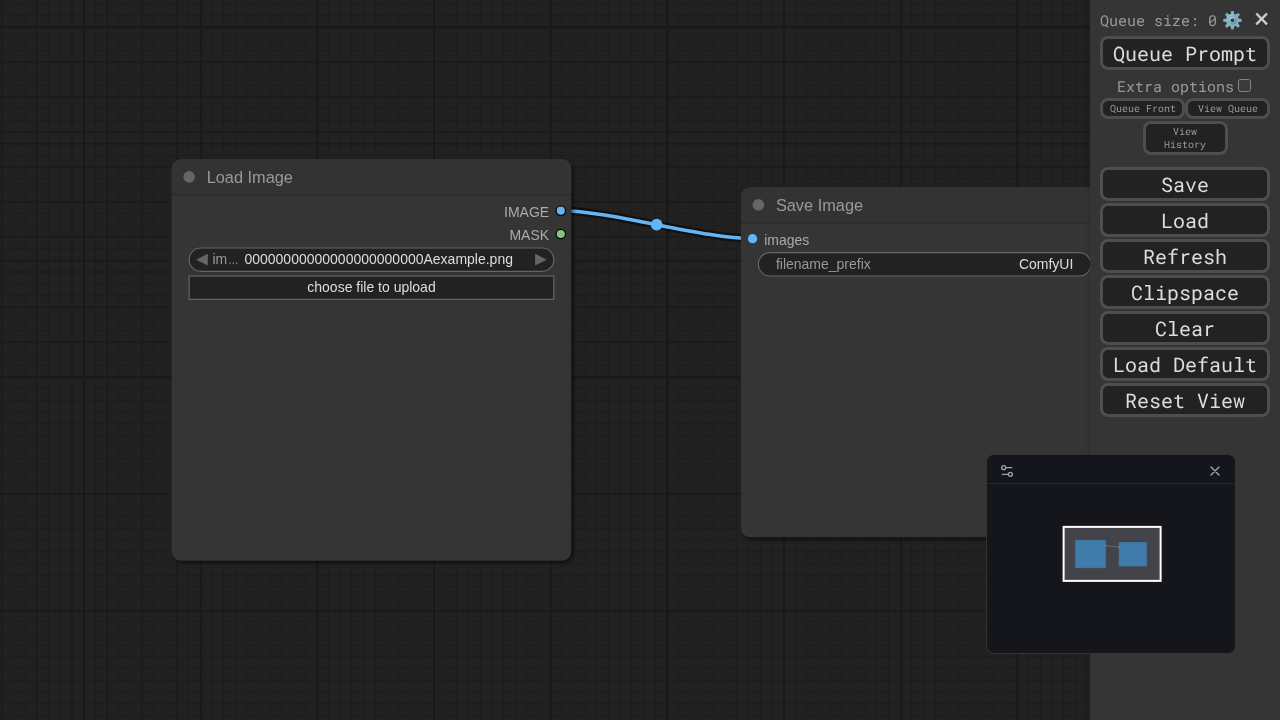 Queue size: 0
Queue Prompt
Extra options
Queue Front
View Queue
View
History
Save
Load
Refresh
Clipspace
Clear
Load Default
Reset View
Load Image
IMAGE
MASK
im... 00000000000000000000000Aexample.png
choose file to upload
Save Image
images
filename_prefix ComfyUI